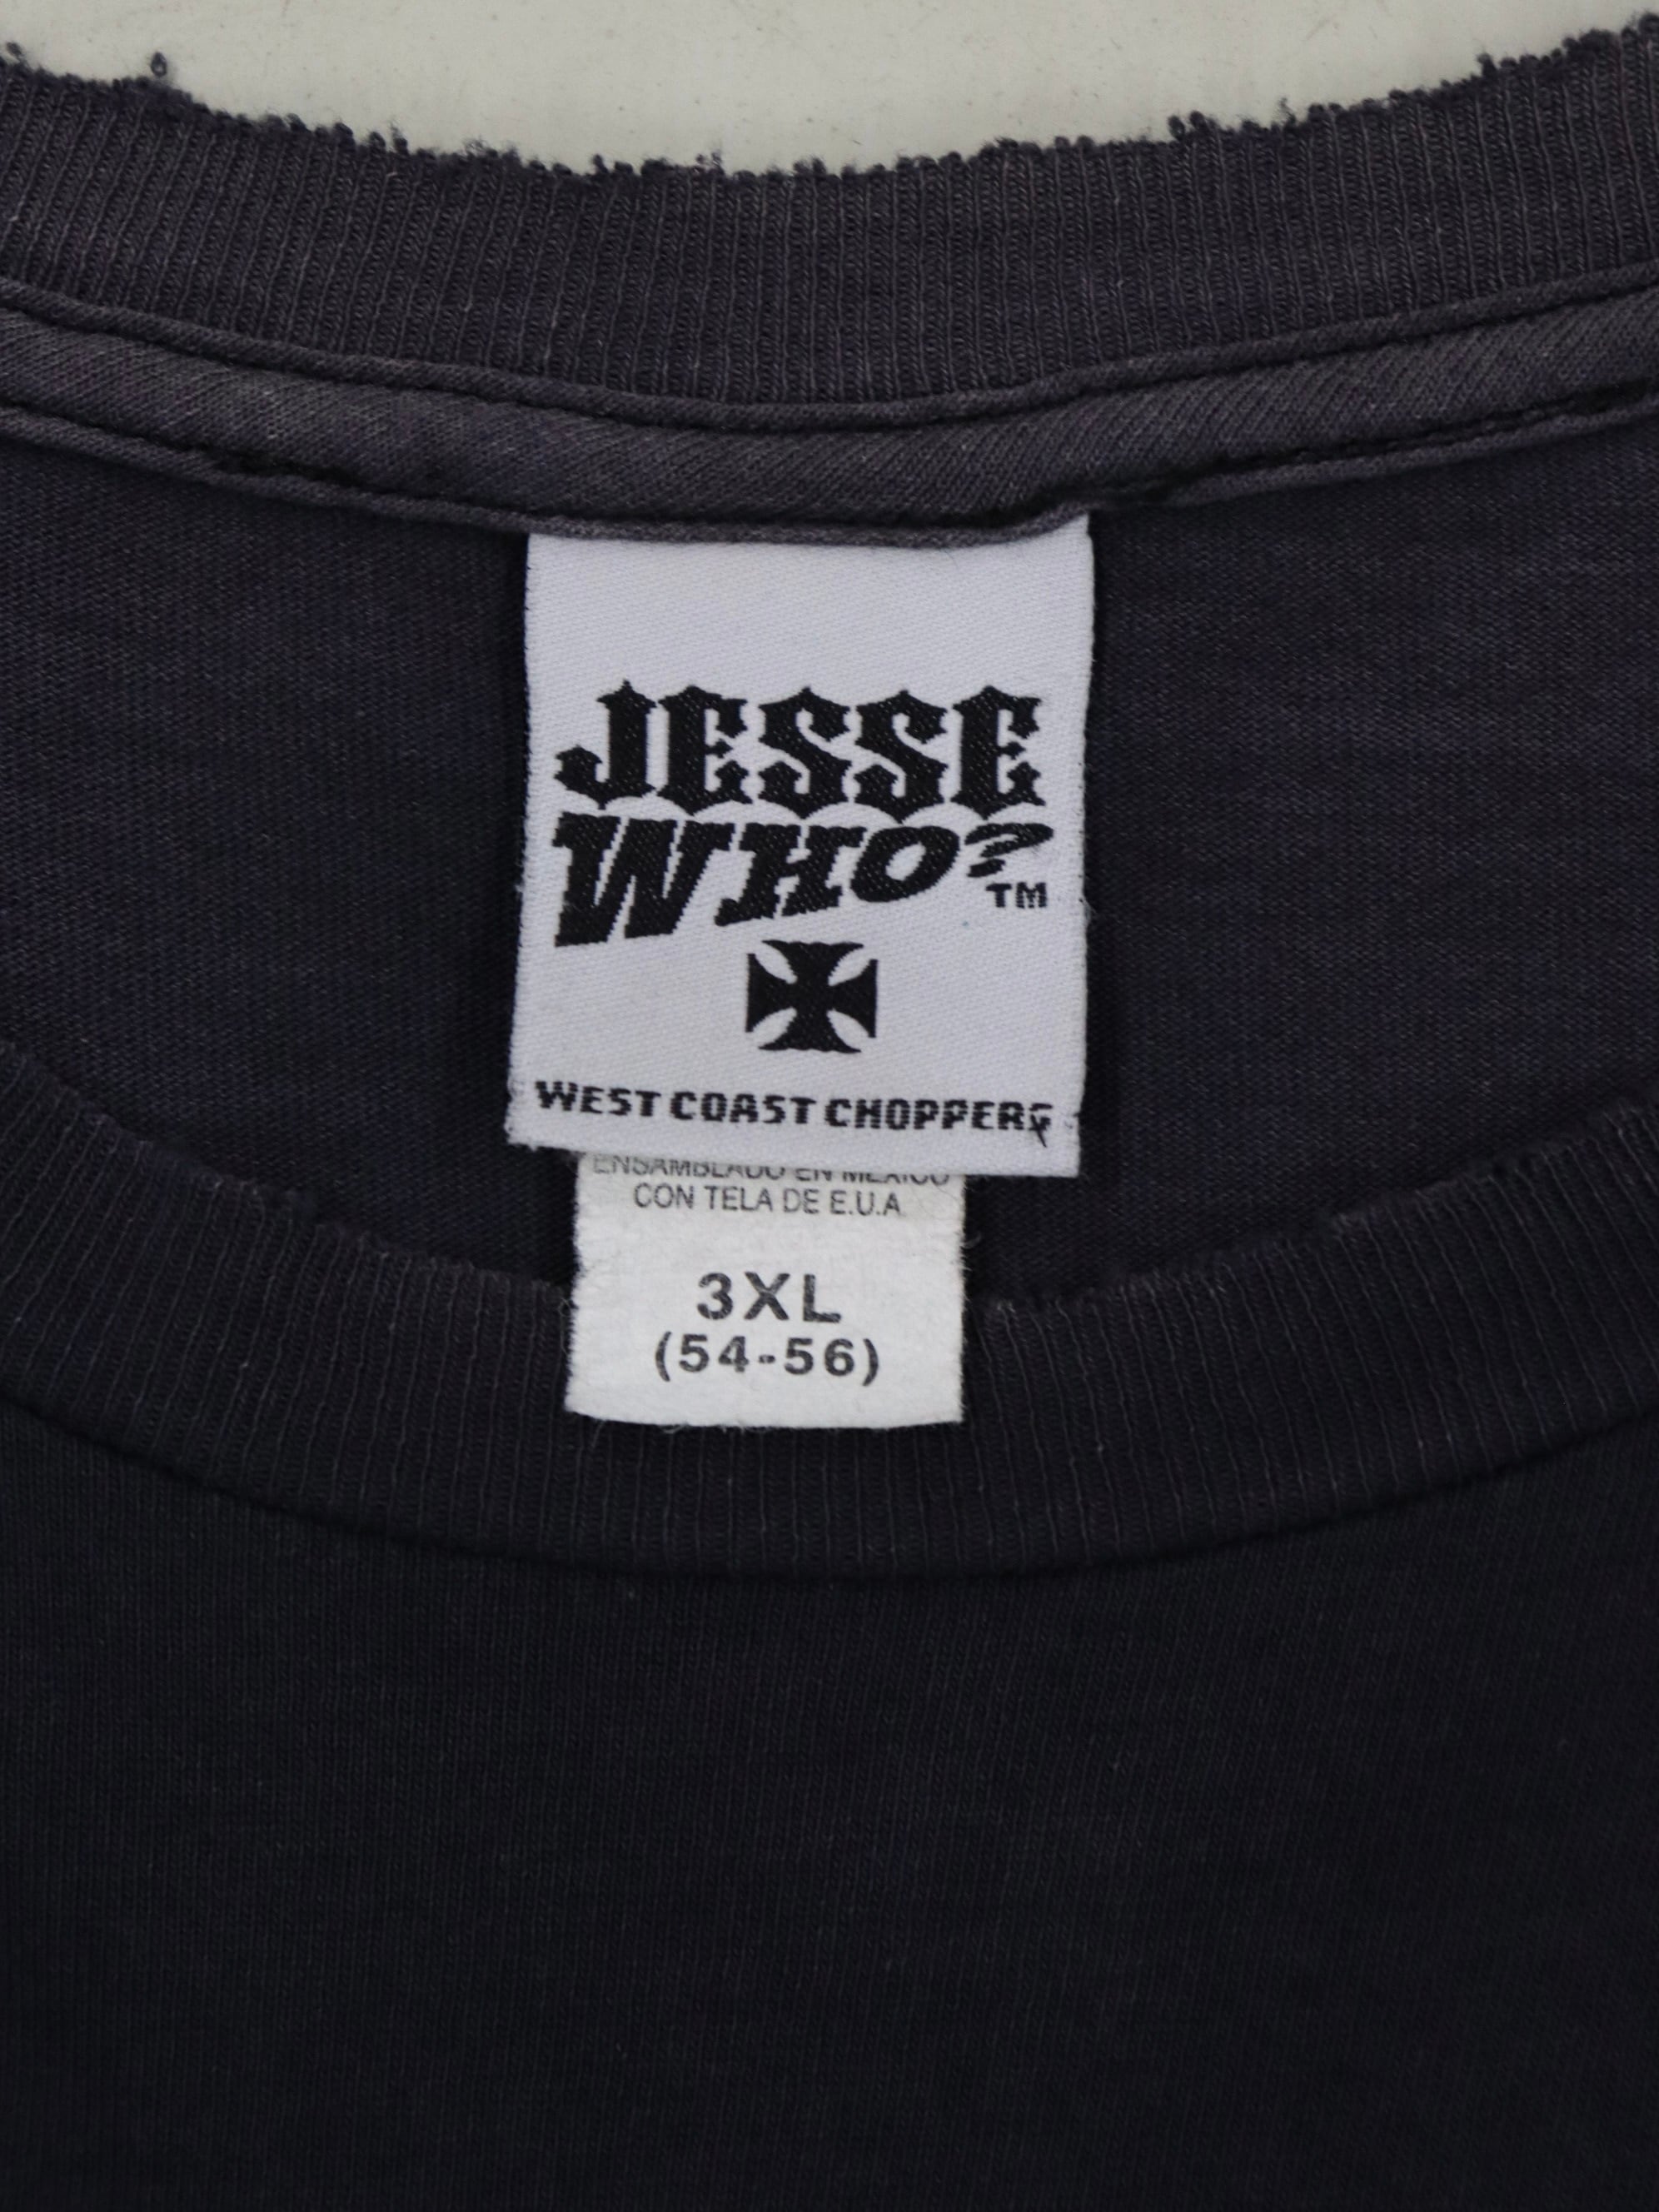 JESSE
WHO?
TM
WEST COAST CHOPPERS
ENSAMBLADO EN MEXICO
CON TELA DE E.U.A
3XL
(54-56)